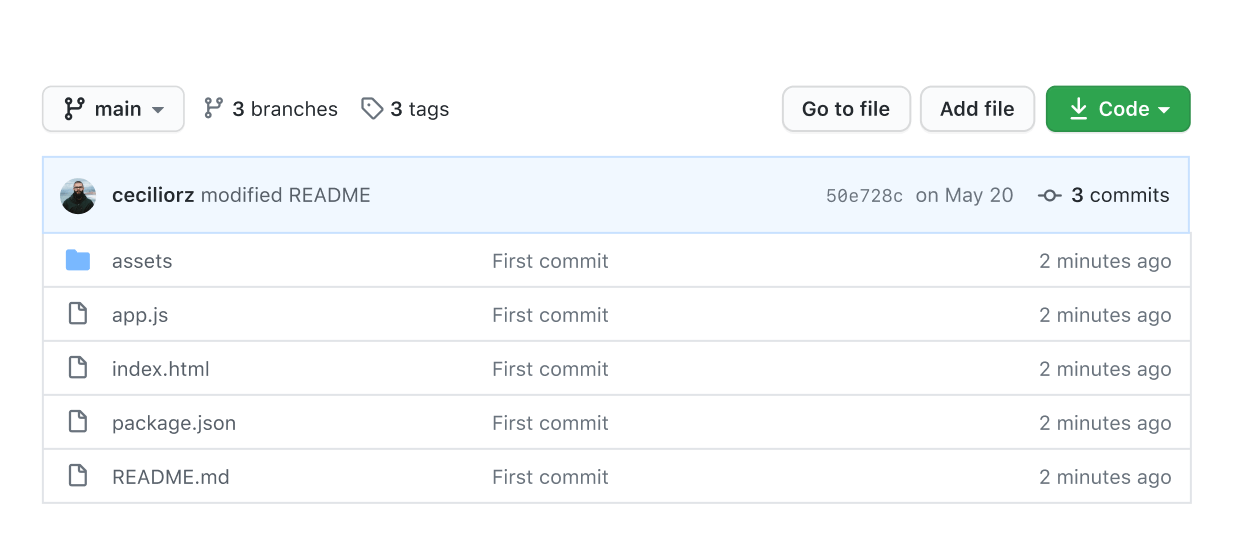 main 3 branches 3 tags Go to file Add file Code
ceciliorz modified README 50e728c on May 20 3 commits
assets First commit 2 minutes ago
app.js First commit 2 minutes ago
index.html First commit 2 minutes ago
package.json First commit 2 minutes ago
README.md First commit 2 minutes ago